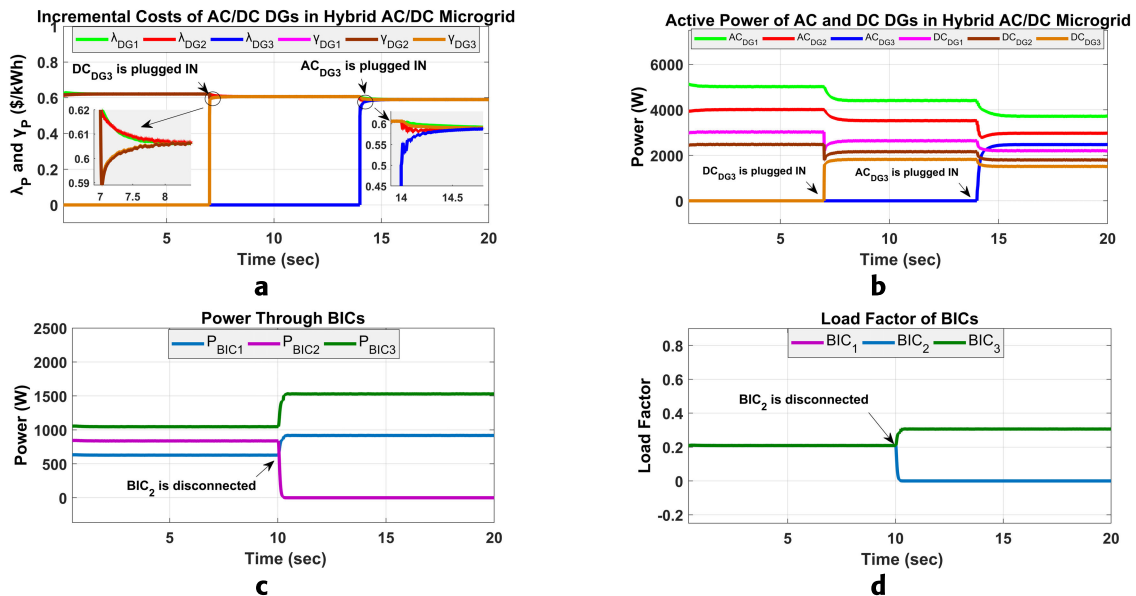 Incremental Costs of AC/DC DGs in Hybrid AC/DC Microgrid
λDG1 λDG2 λDG3 γDG1 γDG2 γDG3
DCDG3 is plugged IN
ACDG3 is plugged IN
λP and γP ($/kWh)
1
0.8
0.6
0.4
0.2
0
0.62
0.61
0.6
0.59
7 7.5 8
0.6
0.55
0.5
0.45
14 14.5
5 10 15 20
Time (sec)
a
Active Power of AC and DC DGs in Hybrid AC/DC Microgrid
ACDG1 ACDG2 ACDG3 DCDG1 DCDG2 DCDG3
Power (W)
6000
4000
2000
0
DCDG3 is plugged IN
ACDG3 is plugged IN
5 10 15 20
Time (sec)
b
Power Through BICs
PBIC1 PBIC2 PBIC3
Power (W)
2500
2000
1500
1000
500
0
BIC2 is disconnected
5 10 15 20
Time (sec)
c
Load Factor of BICs
BIC1 BIC2 BIC3
Load Factor
0.8
0.6
0.4
0.2
0
-0.2
BIC2 is disconnected
5 10 15 20
Time (sec)
d